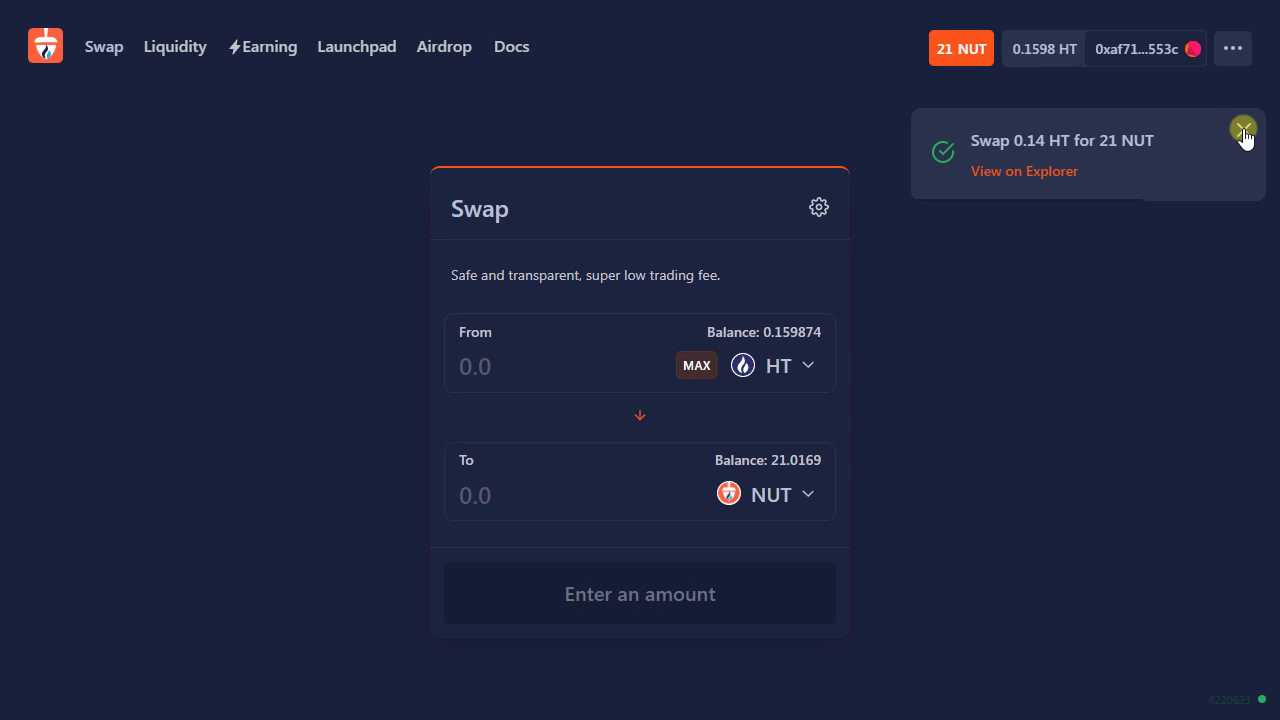 Swap Liquidity Earning Launchpad Airdrop Docs
21 NUT 0.1598 HT 0xaf71...553c
Swap 0.14 HT for 21 NUT
View on Explorer
Swap
Safe and transparent, super low trading fee.
From Balance: 0.159874
0.0 MAX HT
To Balance: 21.0169
0.0 NUT
Enter an amount
4220623